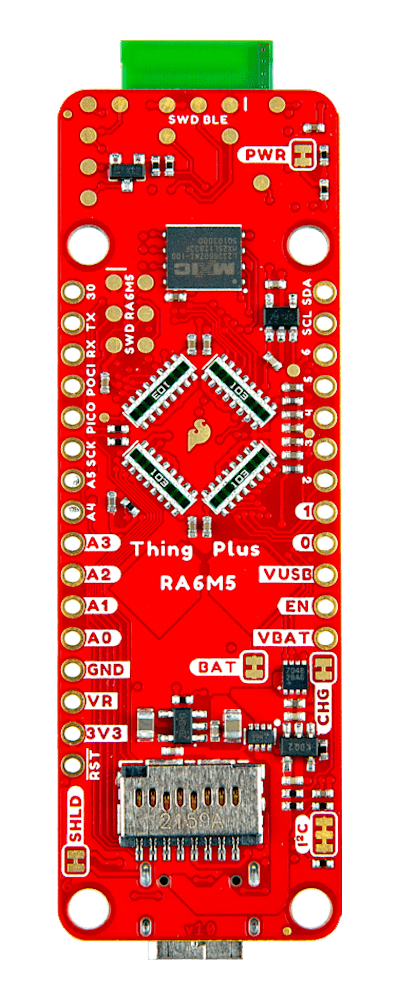 SWD BLE
PWR
MXIC
SWD RA6M5
30
TX
RX
POCI
PICO
SCK
A5
A4
A3
A2
A1
A0
GND
VR
3V3
RST
SDA
SCL
6
5
4
3
2
1
0
VUSB
EN
VBAT
103
103
103
103
Thing Plus
RA6M5
BAT
CHG
2159A
SHLD
I²C
v10